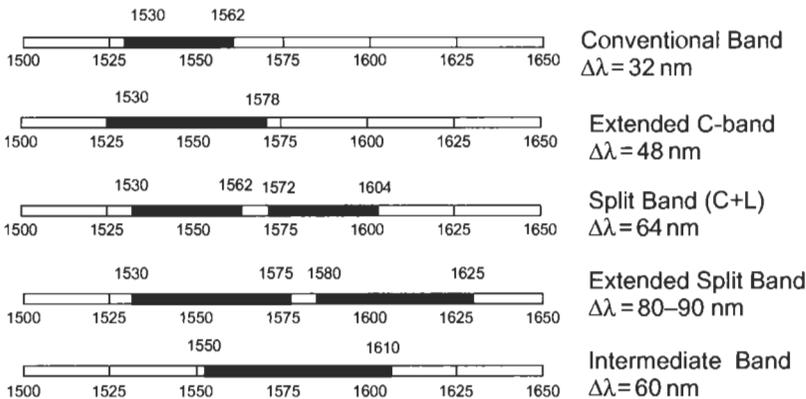 1530 1562
1500 1525 1550 1575 1600 1625 1650
Conventional Band
Δλ = 32 nm
1530 1578
1500 1525 1550 1575 1600 1625 1650
Extended C-band
Δλ = 48 nm
1530 1562 1572 1604
1500 1525 1550 1575 1600 1625 1650
Split Band (C+L)
Δλ = 64 nm
1530 1575 1580 1625
1500 1525 1550 1575 1600 1625 1650
Extended Split Band
Δλ = 80–90 nm
1550 1610
1500 1525 1550 1575 1600 1625 1650
Intermediate Band
Δλ = 60 nm